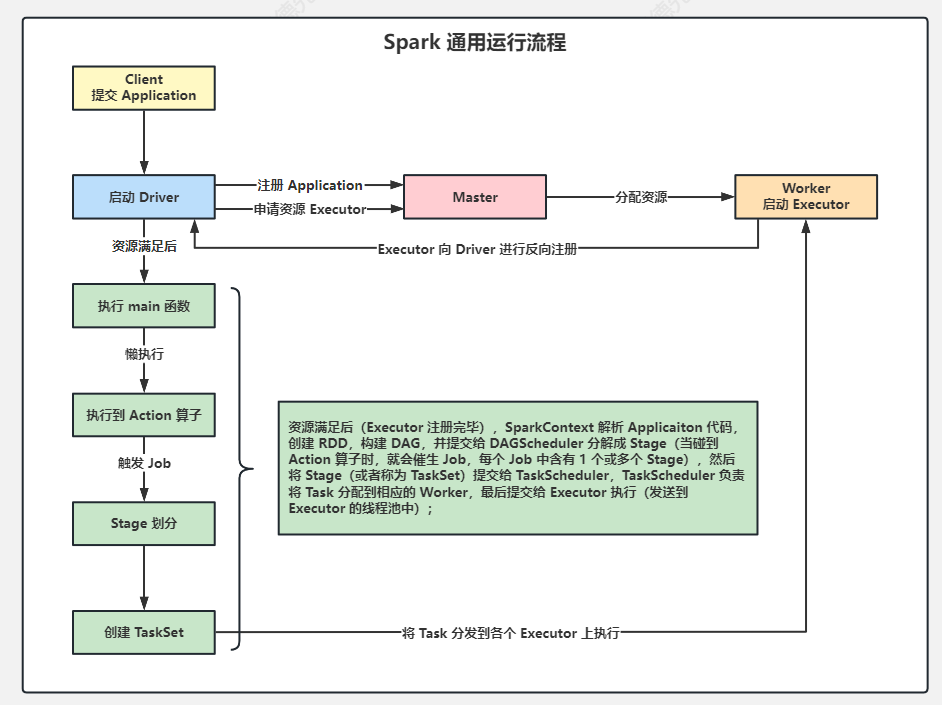 Spark 通用运行流程
Client
提交 Application
启动 Driver
注册 Application
申请资源 Executor
Master
分配资源
Worker
启动 Executor
Executor 向 Driver 进行反向注册
资源满足后
执行 main 函数
懒执行
执行到 Action 算子
触发 Job
Stage 划分
创建 TaskSet
资源满足后（Executor 注册完毕），SparkContext 解析 Applicaiton 代码，
创建 RDD，构建 DAG，并提交给 DAGScheduler 分解成 Stage（当碰到
Action 算子时，就会催生 Job，每个 Job 中含有 1 个或多个 Stage），然后
将 Stage（或者称为 TaskSet）提交给 TaskScheduler，TaskScheduler 负责
将 Task 分配到相应的 Worker，最后提交给 Executor 执行（发送到
Executor 的线程池中）；
将 Task 分发到各个 Executor 上执行